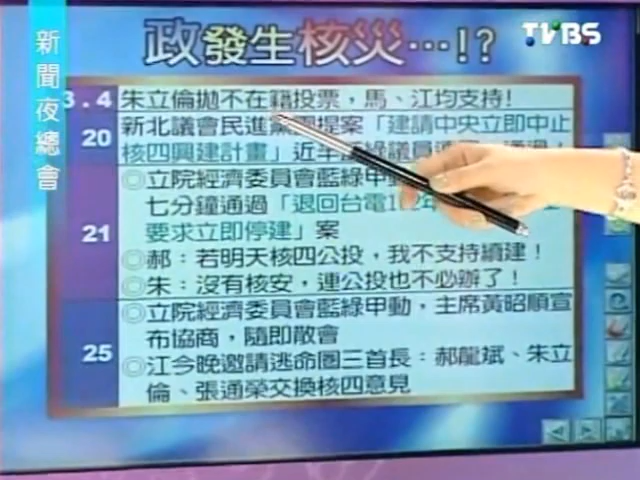 新聞夜總會
TVBS
政發生核災…!?
3.4 朱立倫拋不在籍投票，馬、江均支持!
20 新北議會民進黨團提案「建請中央立即中止
核四興建計畫」近半
綠議員
◎立院經濟委員會藍綠甲動
21 七分鐘通過「退回台電1
要求立即停建」案
◎郝：若明天核四公投，我不支持續建！
◎朱：沒有核安，連公投也不必辦了！
◎立院經濟委員會藍綠甲動，主席黃昭順宣
25 布協商，隨即散會
◎江今晚邀請逃命圈三首長：郝龍斌、朱立
倫、張通榮交換核四意見